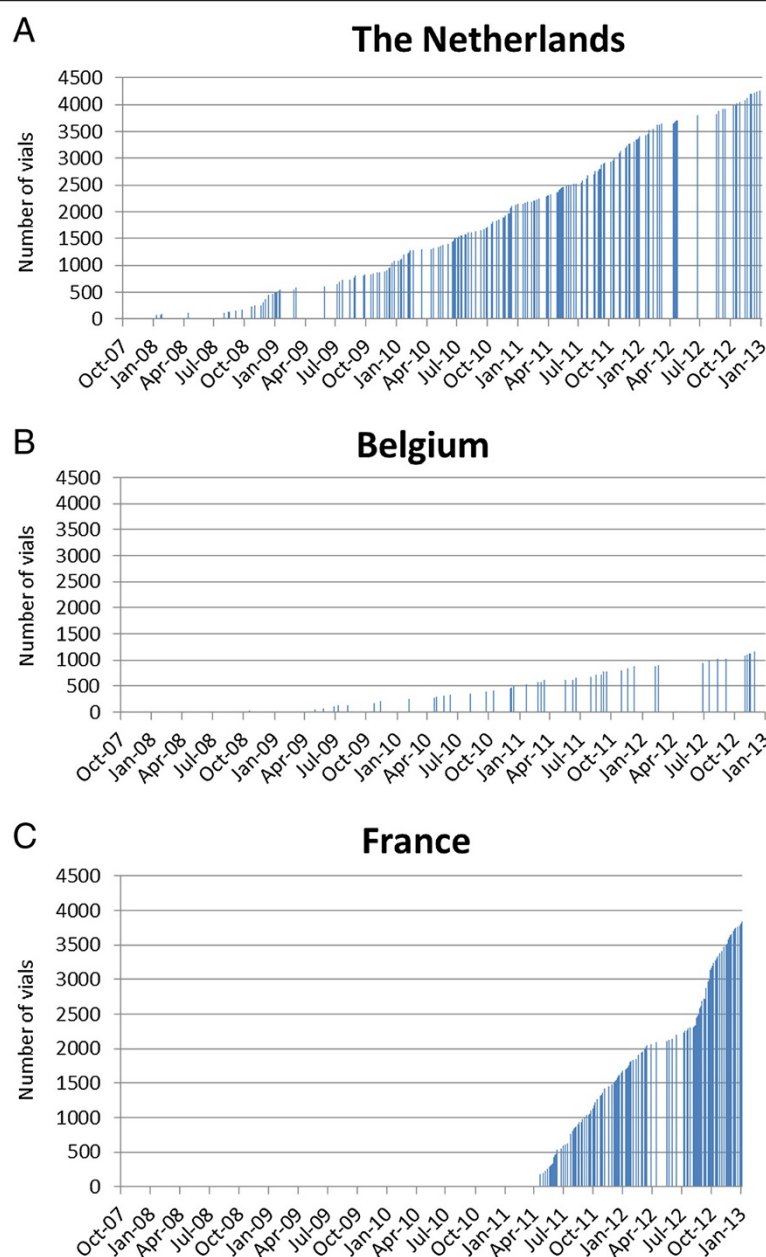 A
The Netherlands
Number of vials
4500
4000
3500
3000
2500
2000
1500
1000
500
0
Oct-07
Jan-08
Apr-08
Jul-08
Oct-08
Jan-09
Apr-09
Jul-09
Oct-09
Jan-10
Apr-10
Jul-10
Oct-10
Jan-11
Apr-11
Jul-11
Oct-11
Jan-12
Apr-12
Jul-12
Oct-12
Jan-13
B
Belgium
Number of vials
4500
4000
3500
3000
2500
2000
1500
1000
500
0
Oct-07
Jan-08
Apr-08
Jul-08
Oct-08
Jan-09
Apr-09
Jul-09
Oct-09
Jan-10
Apr-10
Jul-10
Oct-10
Jan-11
Apr-11
Jul-11
Oct-11
Jan-12
Apr-12
Jul-12
Oct-12
Jan-13
C
France
Number of vials
4500
4000
3500
3000
2500
2000
1500
1000
500
0
Oct-07
Jan-08
Apr-08
Jul-08
Oct-08
Jan-09
Apr-09
Jul-09
Oct-09
Jan-10
Apr-10
Jul-10
Oct-10
Jan-11
Apr-11
Jul-11
Oct-11
Jan-12
Apr-12
Jul-12
Oct-12
Jan-13